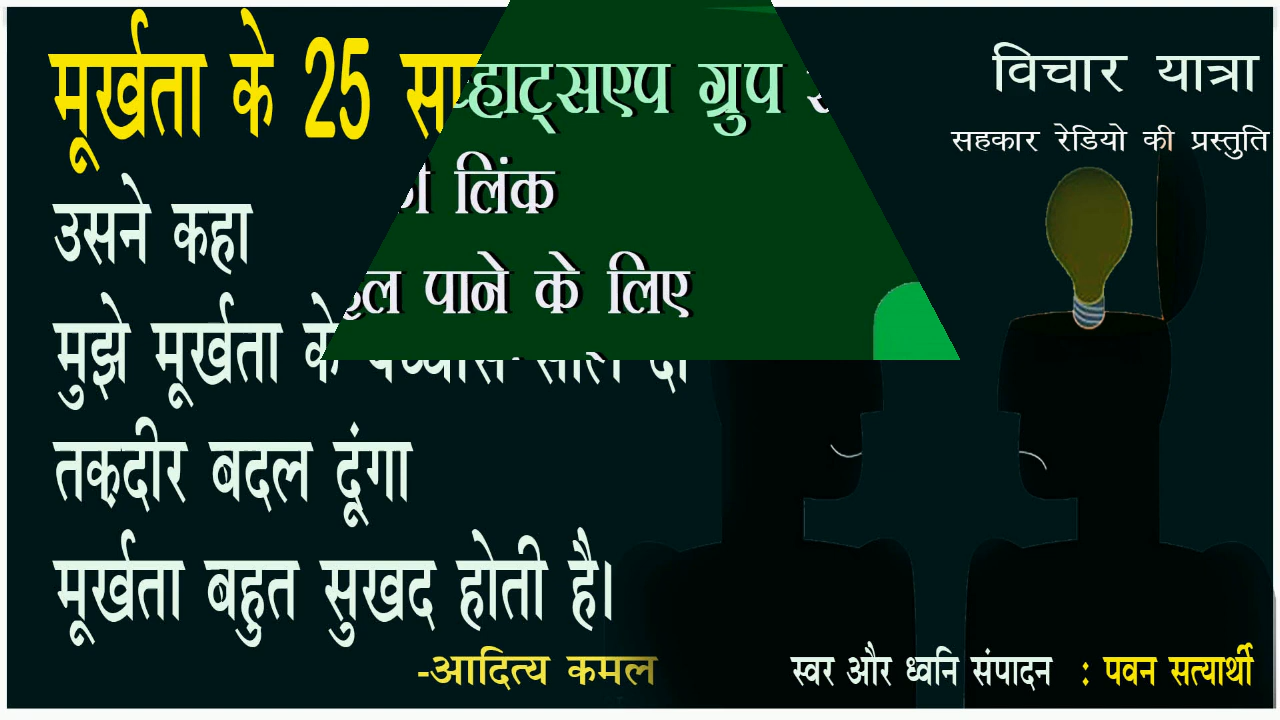 मूर्खता के 25
व्हाट्सएप ग्रुप
लिंक
पाने के लिए
विचार यात्रा
सहकार रेडियो की प्रस्तुति
उसने कहा
मुझे मूर्खता के पच्चीस साल दो
तक़दीर बदल दूंगा
मूर्खता बहुत सुखद होती है।
-आदित्य कमल
स्वर और ध्वनि संपादन : पवन सत्यार्थी